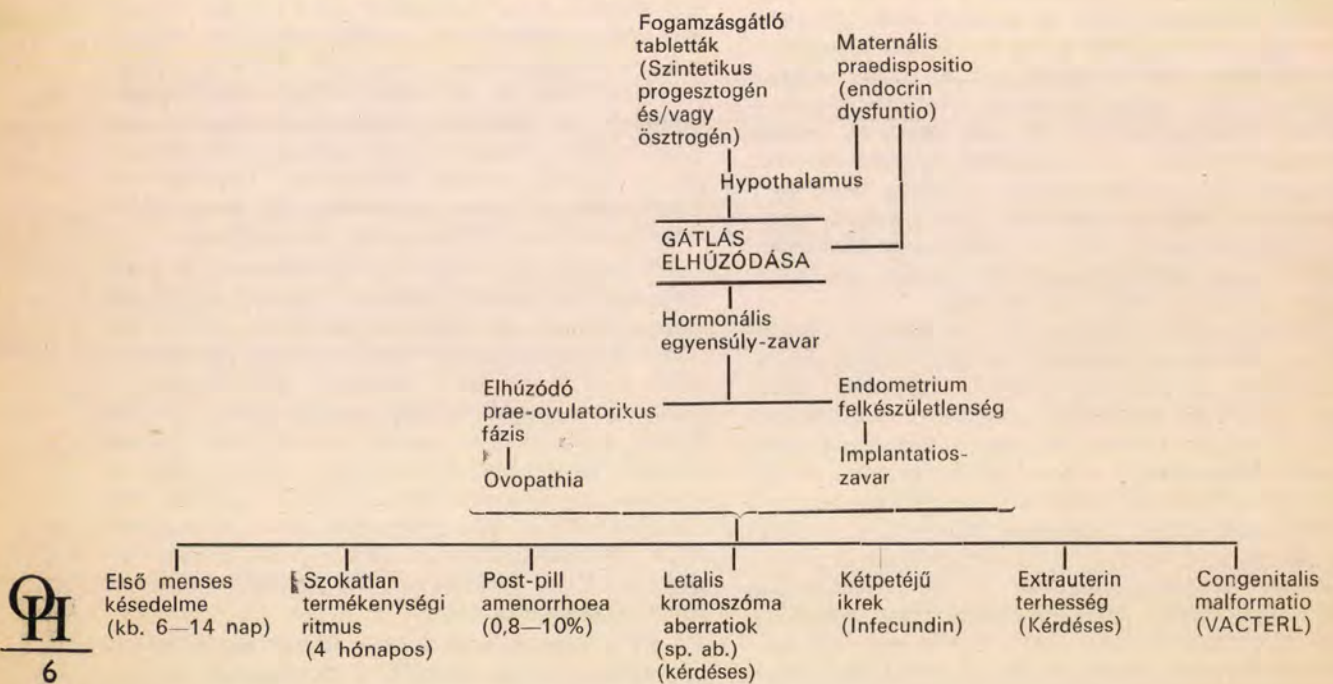 Fogamzásgátló
tabletták
(Szintetikus
progesztogén
és/vagy
ösztrogén)
Maternális
praedispositio
(endocrin
dysfuntio)
Hypothalamus
GÁTLÁS
ELHÚZÓDÁSA
Hormonális
egyensúly-zavar
Elhúzódó
prae-ovulatorikus
fázis
Ovopathia
Endometrium
felkészületlenség
Implantatios-
zavar
Első menses
késedelme
(kb. 6—14 nap)
Szokatlan
termékenységi
ritmus
(4 hónapos)
Post-pill
amenorrhoea
(0,8—10%)
Letalis
kromoszóma
aberratiok
(sp. ab.)
(kérdéses)
Kétpetéjű
ikrek
(Infecundin)
Extrauterin
terhesség
(Kérdéses)
Congenitalis
malformatio
(VACTERL)
OH
6